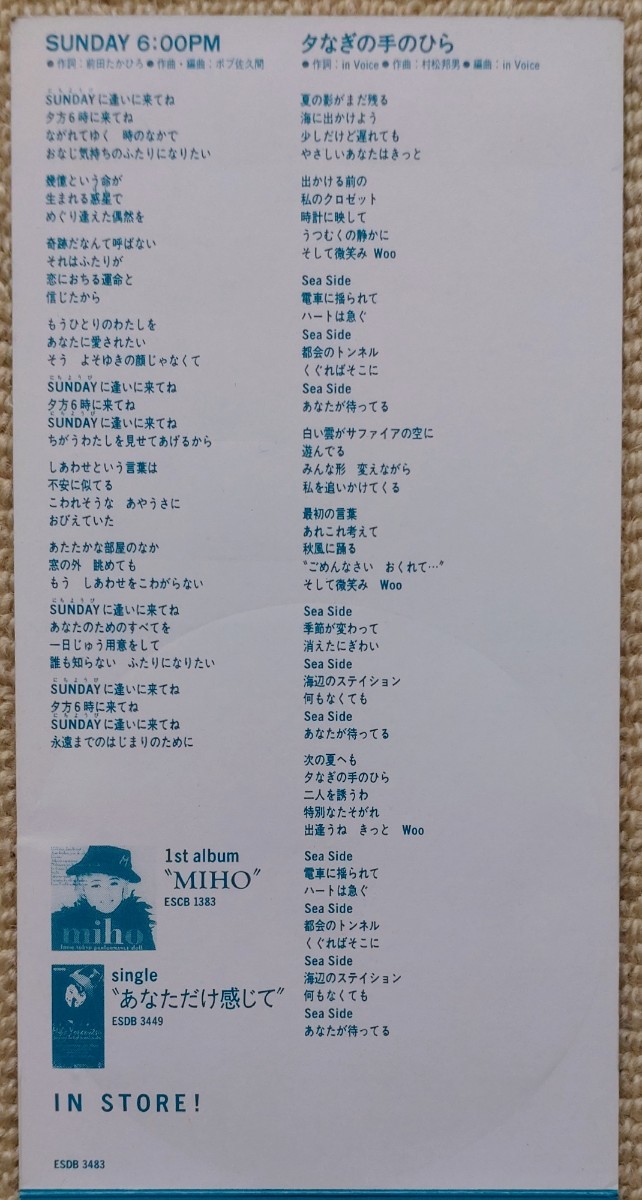 SUNDAY 6:00PM
●作詞：前田たかひろ ●作曲・編曲：ボブ佐久間
SUNDAYに逢いに来てね
夕方6時に来てね
ながれてゆく　時のなかで
おなじ気持ちのふたりになりたい
幾億という命が
生まれる惑星で
めぐり逢えた偶然を
奇跡だなんて呼ばない
それはふたりが
恋におちる運命と
信じたから
もうひとりのわたしを
あなたに愛されたい
そう　よそゆきの顔じゃなくて
にちようび
SUNDAYに逢いに来てね
夕方6時に来てね
にちようび
SUNDAYに逢いに来てね
ちがうわたしを見せてあげるから
しあわせという言葉は
不安に似てる
こわれそうな　あやうさに
おびえていた
あたたかな部屋のなか
窓の外　眺めても
もう　しあわせをこわがらない
にちようび
SUNDAYに逢いに来てね
あなたのためのすべてを
一日じゅう用意をして
誰も知らない　ふたりになりたい
にちようび
SUNDAYに逢いに来てね
夕方6時に来てね
にちようび
SUNDAYに逢いに来てね
永遠までのはじまりのために
1st album
"MIHO"
ESCB 1383
miho
from tokyo performance doll
single
"あなただけ感じて"
ESDB 3449
IN STORE!
ESDB 3483
夕なぎの手のひら
●作詞：in Voice ●作曲：村松邦男 ●編曲：in Voice
夏の影がまだ残る
海に出かけよう
少しだけど遅れても
やさしいあなたはきっと
出かける前の
私のクロゼット
時計に映して
うつむくの静かに
そして微笑み Woo
Sea Side
電車に揺られて
ハートは急ぐ
Sea Side
都会のトンネル
くぐればそこに
Sea Side
あなたが待ってる
白い雲がサファイアの空に
遊んでる
みんな形　変えながら
私を追いかけてくる
最初の言葉
あれこれ考えて
秋風に踊る
"ごめんなさい　おくれて…"
そして微笑み　Woo
Sea Side
季節が変わって
消えたにぎわい
Sea Side
海辺のステイション
何もなくても
Sea Side
あなたが待ってる
次の夏へも
夕なぎの手のひら
二人を誘うわ
特別なたそがれ
出逢うね　きっと　Woo
Sea Side
電車に揺られて
ハートは急ぐ
Sea Side
都会のトンネル
くぐればそこに
Sea Side
海辺のステイション
何もなくても
Sea Side
あなたが待ってる